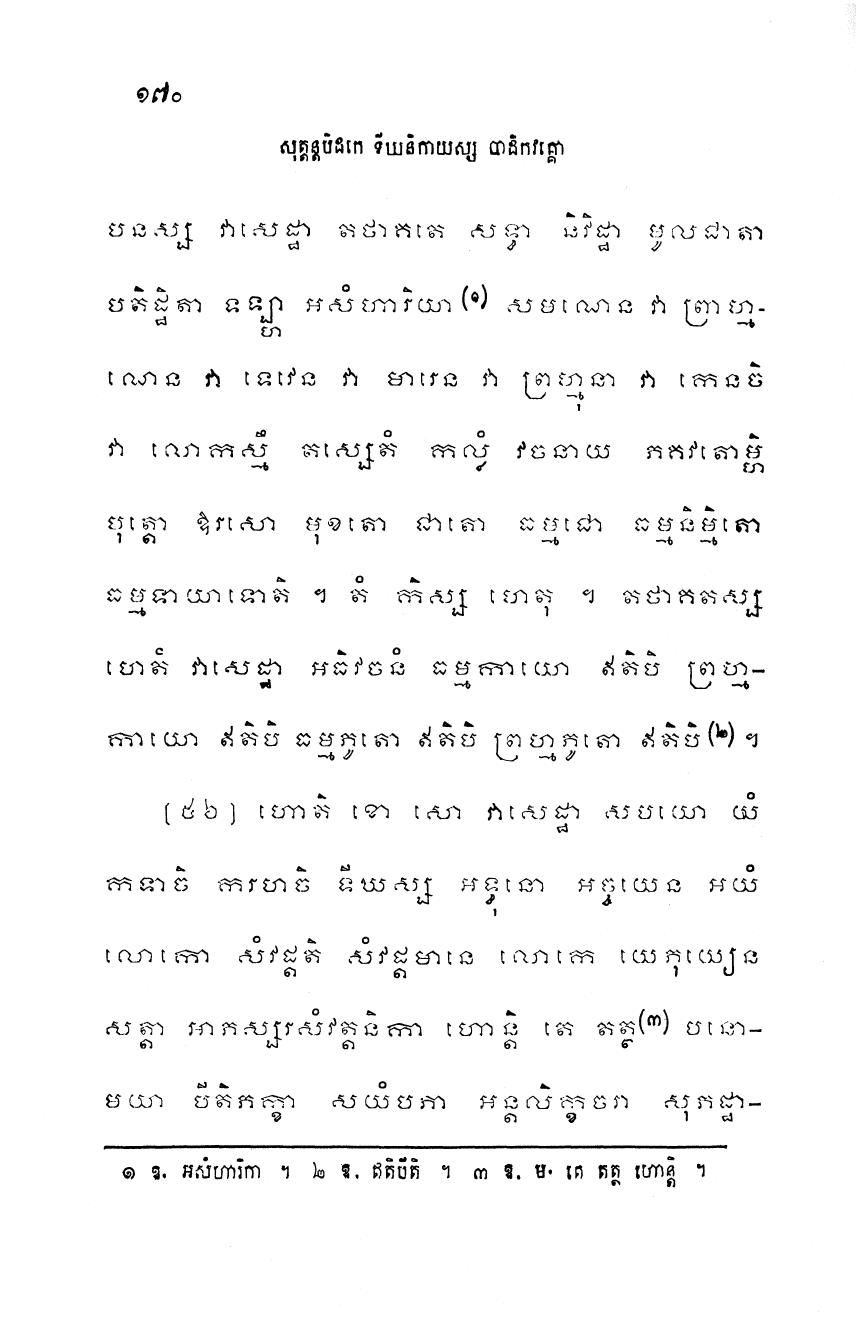 ១៧០
សុត្តន្តបិដកេ ទីឃនិកាយស្ស បាដិកវគ្គោ
បនស្ស វាសេដ្ឋា តថាគតេ សទ្ធា និវិដ្ឋា មូលជាតា
បតិដ្ឋិតា ទឡ្ហា អសំហារិយា(១) សមណេន វា ព្រាហ្ម-
ណេន វា ទេវេន វា មារេន វា ព្រហ្មុនា វា កេនចិ
វា លោកស្មឹ តស្សេតំ កល្លំ វចនាយ ភគវតោម្ហិ
បុត្តោ ឱរសោ មុខតោ ជាតោ ធម្មជោ ធម្មនិម្មិតោ
ធម្មទាយាទោតិ ។ តំ កិស្ស ហេតុ ។ តថាគតស្ស
ហេតំ វាសេដ្ឋា អធិវចនំ ធម្មកាយោ ឥតិបិ ព្រហ្ម-
កាយោ ឥតិបិ ធម្មភូតោ ឥតិបិ ព្រហ្មភូតោ ឥតិបិ(២) ។
[៥៦] ហោតិ ខោ សោ វាសេដ្ឋា សមយោ យំ
កទាចិ ករហចិ ទីឃស្ស អទ្ធុនោ អច្ចយេន អយំ
លោកោ សំវដ្តតិ សំវដ្តមានេ លោកេ យេភុយ្យេន
សត្តា អាភស្សរសំវត្តនិកា ហោន្តិ តេ តត្ថ(៣) មនោ-
មយា បីតិភក្ខា សយំបភា អន្តលិក្ខចរា សុភដ្ឋា-
១ ឱ. អសំហារិកា ។ ២ ឱ. ឥតិបីតិ ។ ៣ ឱ. ម. តេ តត្ថ ហោន្តិ ។